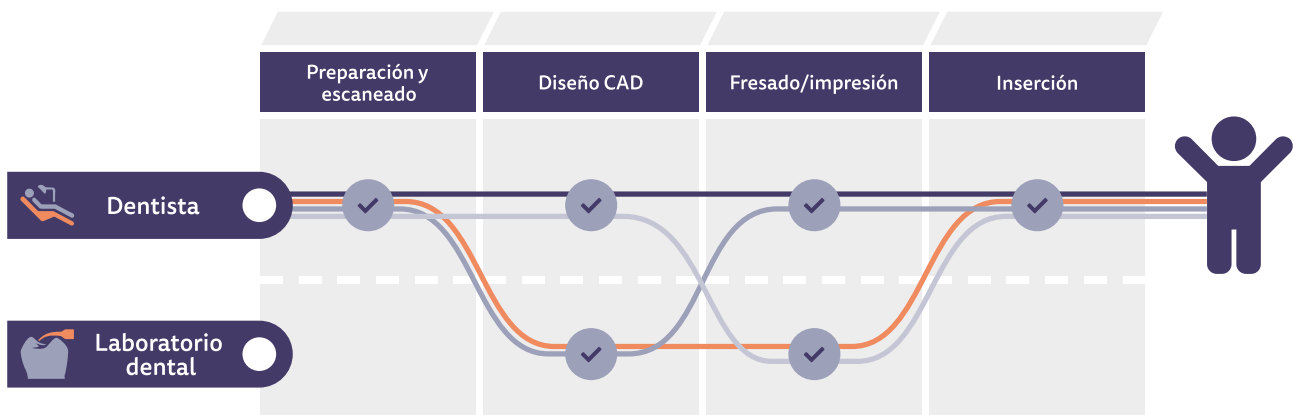 Preparación y
escaneado
Diseño CAD
Fresado/impresión
Inserción
Dentista
Laboratorio
dental